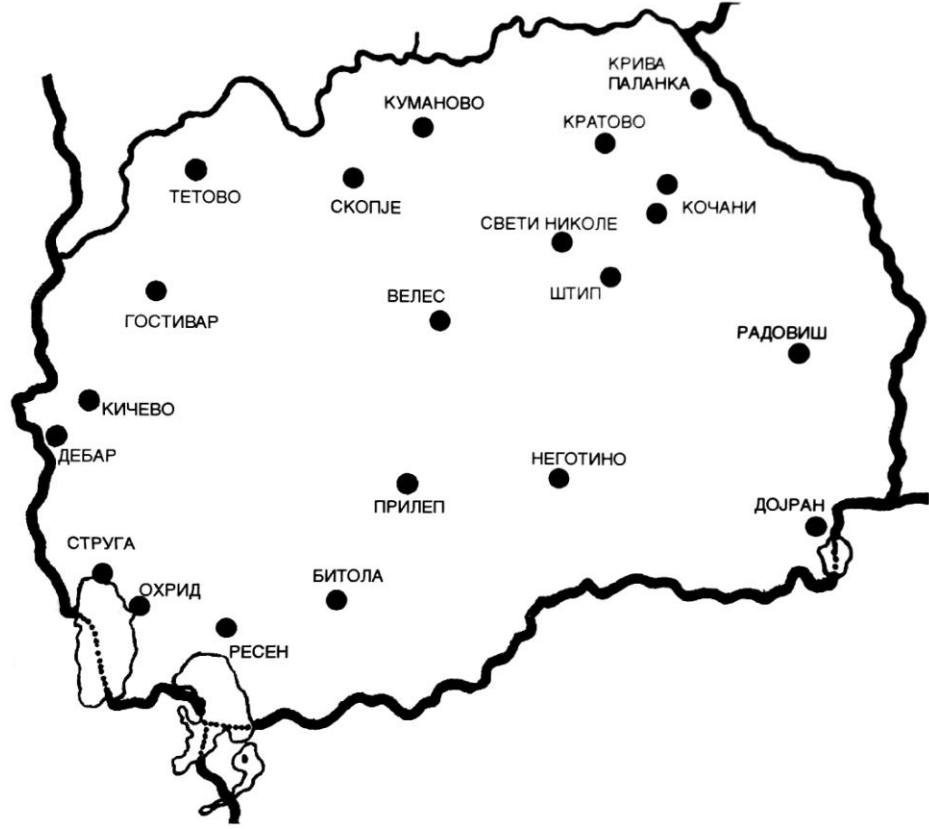 КРИВА
ПАЛАНКА
КУМАНОВО
КРАТОВО
ТЕТОВО
СКОПЈЕ
КОЧАНИ
СВЕТИ НИКОЛЕ
ШТИП
ВЕЛЕС
ГОСТИВАР
РАДОВИШ
КИЧЕВО
ДЕБАР
НЕГОТИНО
ПРИЛЕП
ДОЈРАН
СТРУГА
БИТОЛА
ОХРИД
РЕСЕН